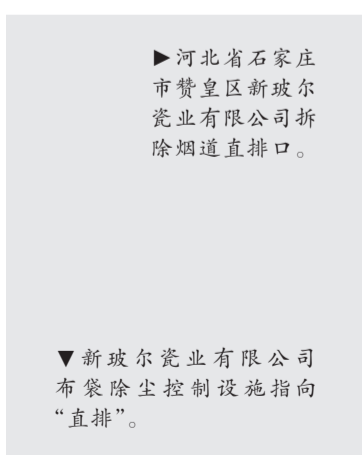 ▶河北省石家庄
市赞皇区新玻尔
瓷业有限公司拆
除烟道直排口。
▼新玻尔瓷业有限公司
布袋除尘控制设施指向
“直排”。